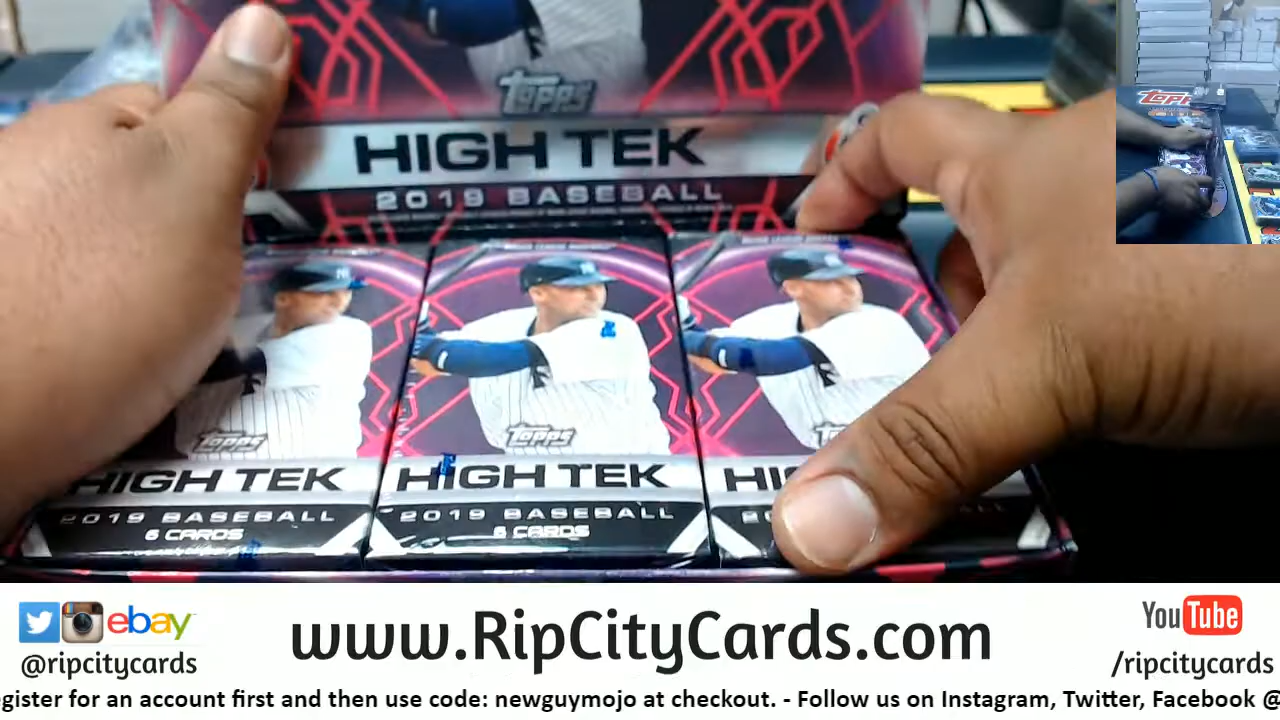 TOPPS
HIGH TEK
2019 BASEBALL
TOPPS
TOPPS
HIGH TEK
HIGH TEK
HIG
2019 BASEBALL
2019 BASEBALL
6 CARDS
6 CARDS
TOPPS
ebay
@ripcitycards
www.RipCityCards.com
YouTube
/ripcitycards
egister for an account first and then use code: newguymojo at checkout. - Follow us on Instagram, Twitter, Facebook @